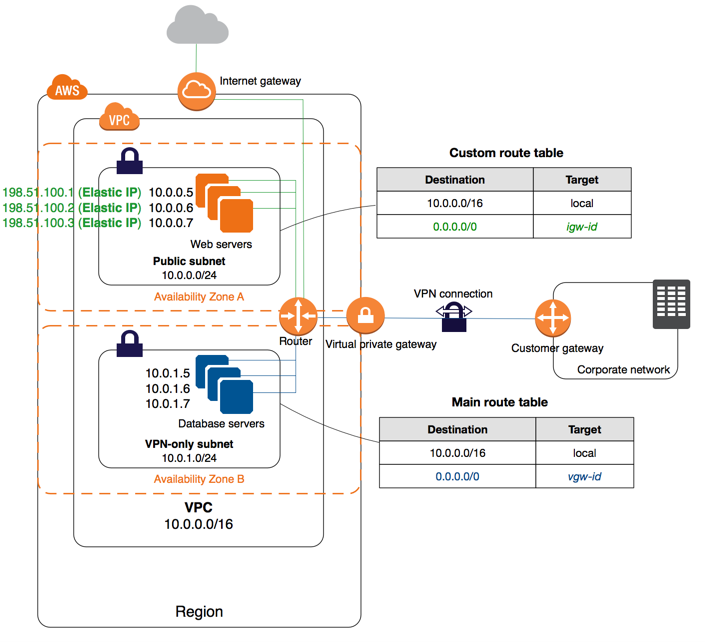 Internet gateway
AWS
VPC
Custom route table
Destination Target
10.0.0.0/16 local
0.0.0.0/0 igw-id
198.51.100.1 (Elastic IP) 10.0.0.5
198.51.100.2 (Elastic IP) 10.0.0.6
198.51.100.3 (Elastic IP) 10.0.0.7
Web servers
Public subnet
10.0.0.0/24
Availability Zone A
VPN connection
Router
Virtual private gateway
Customer gateway
Corporate network
10.0.1.5
10.0.1.6
10.0.1.7
Database servers
VPN-only subnet
10.0.1.0/24
Availability Zone B
Main route table
Destination Target
10.0.0.0/16 local
0.0.0.0/0 vgw-id
VPC
10.0.0.0/16
Region